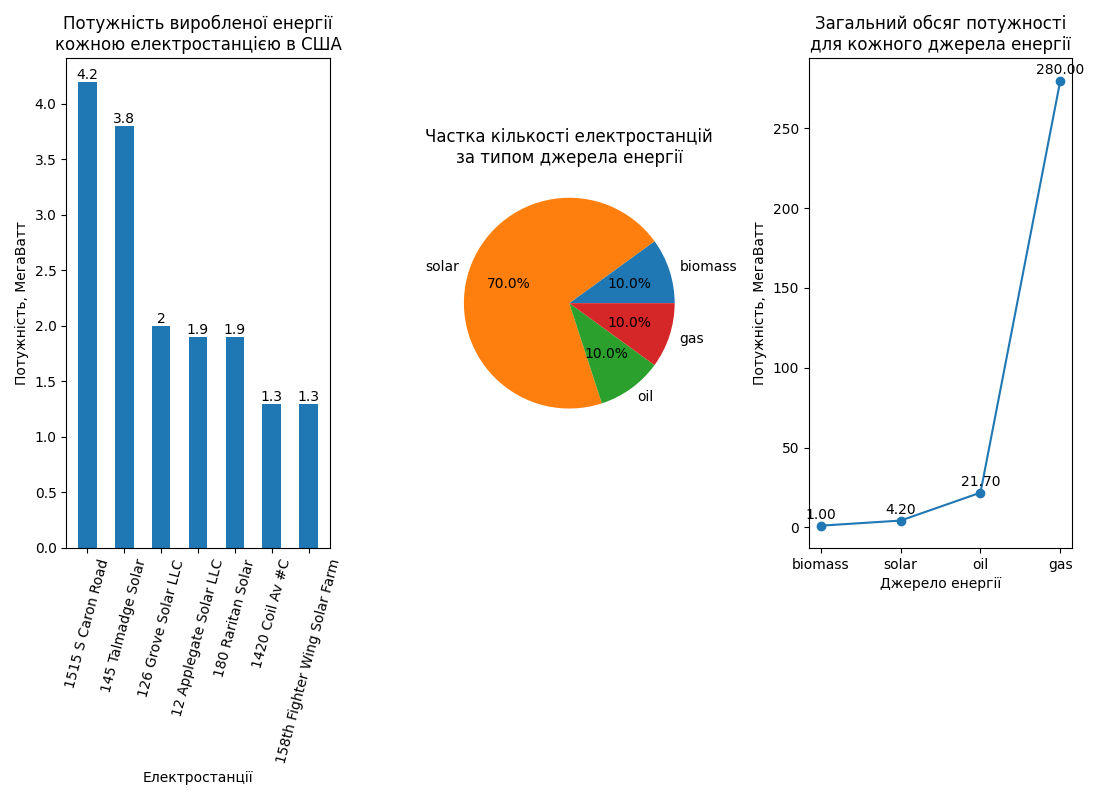 Потужність виробленої енергії
кожною електростанцією в США
4.2
3.8
2
1.9
1.9
1.3
1.3
4.0
3.5
3.0
2.5
2.0
1.5
1.0
0.5
0.0
Потужність, МегаВатт
1515 S Caron Road
145 Talmadge Solar
126 Grove Solar LLC
12 Applegate Solar LLC
180 Raritan Solar
1420 Coil Av #C
158th Fighter Wing Solar Farm
Електростанції
Частка кількості електростанцій
за типом джерела енергії
solar
biomass
gas
oil
70.0%
10.0%
10.0%
10.0%
Загальний обсяг потужності
для кожного джерела енергії
280.00
21.70
4.20
1.00
250
200
150
100
50
0
Потужність, МегаВатт
biomass
solar
oil
gas
Джерело енергії